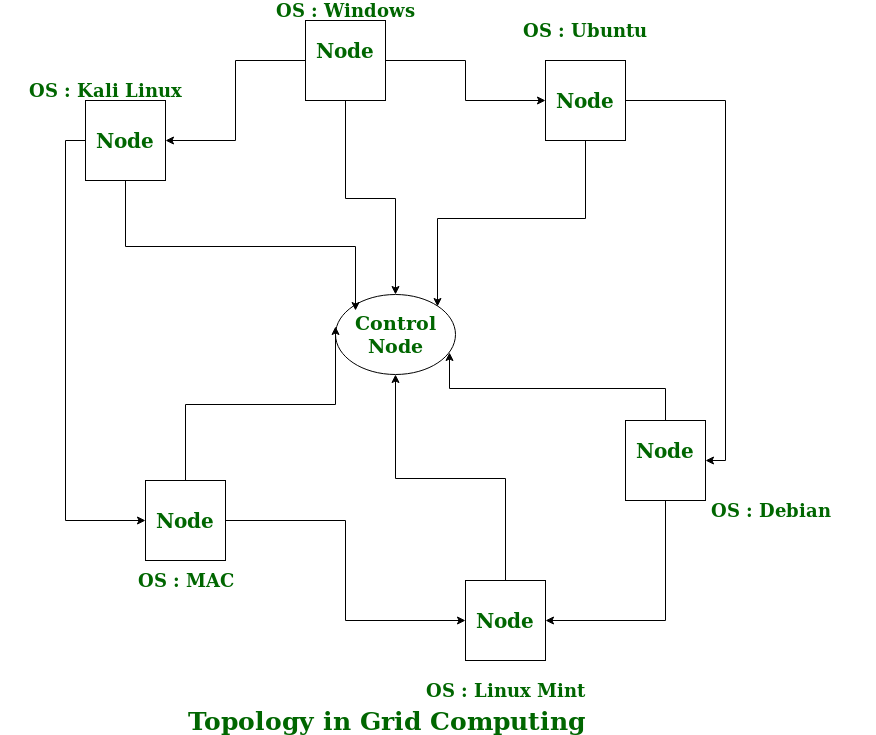 OS : Windows
Node
OS : Ubuntu
Node
OS : Kali Linux
Node
Control
Node
Node
OS : Debian
Node
OS : MAC
Node
OS : Linux Mint
Topology in Grid Computing